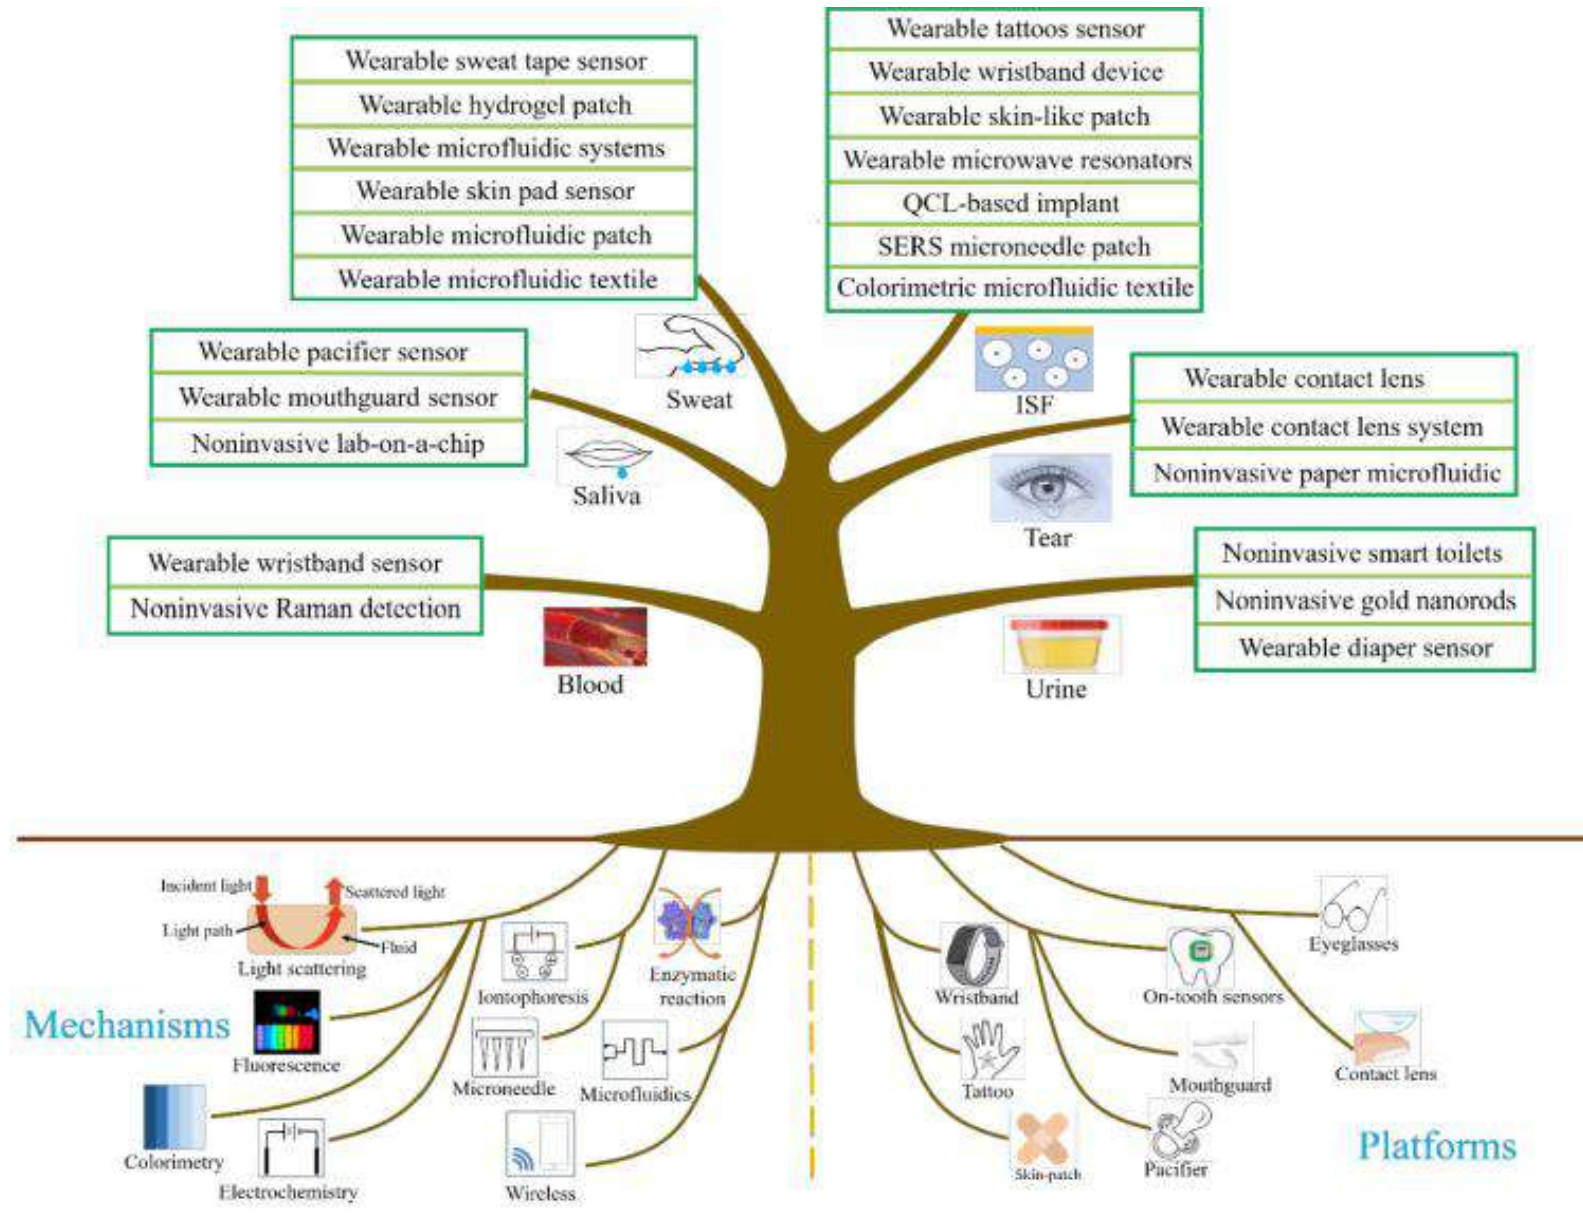 Wearable sweat tape sensor
Wearable hydrogel patch
Wearable microfluidic systems
Wearable skin pad sensor
Wearable microfluidic patch
Wearable microfluidic textile
Sweat
Wearable tattoos sensor
Wearable wristband device
Wearable skin-like patch
Wearable microwave resonators
QCL-based implant
SERS microneedle patch
Colorimetric microfluidic textile
ISF
Wearable pacifier sensor
Wearable mouthguard sensor
Noninvasive lab-on-a-chip
Saliva
Wearable contact lens
Wearable contact lens system
Noninvasive paper microfluidic
Tear
Wearable wristband sensor
Noninvasive Raman detection
Blood
Noninvasive smart toilets
Noninvasive gold nanorods
Wearable diaper sensor
Urine
Mechanisms
Incident light
Scattered light
Light path
Fluid
Light scattering
Fluorescence
Colorimetry
Electrochemistry
Iontophoresis
Microneedle
Enzymatic
reaction
Microfluidics
Wireless
Platforms
Wristband
Tattoo
Skin-patch
On-tooth sensors
Mouthguard
Pacifier
Eyeglasses
Contact lens